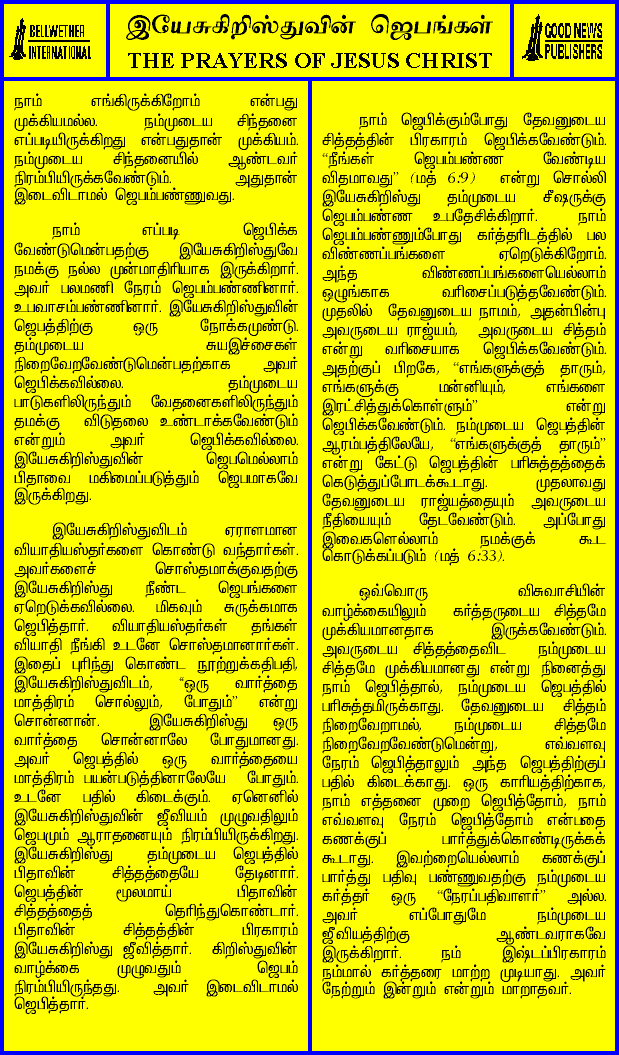 BELLWETHER
INTERNATIONAL
இயேசுகிறிஸ்துவின் ஜெபங்கள்
THE PRAYERS OF JESUS CHRIST
GOOD NEWS
PUBLISHERS
நாம் எங்கிருக்கிறோம் என்பது
முக்கியமல்ல. நம்முடைய சிந்தனை
எப்படியிருக்கிறது என்பதுதான் முக்கியம்.
நம்முடைய சிந்தனையில் ஆண்டவர்
நிரம்பியிருக்கவேண்டும். அதுதான்
இடைவிடாமல் ஜெபம்பண்ணுவது.
நாம் எப்படி ஜெபிக்க
வேண்டுமென்பதற்கு இயேசுகிறிஸ்துவே
நமக்கு நல்ல முன்மாதிரியாக இருக்கிறார்.
அவர் பலமணி நேரம் ஜெபம்பண்ணினார்.
உபவாசம்பண்ணினார். இயேசுகிறிஸ்துவின்
ஜெபத்திற்கு ஒரு நோக்கமுண்டு.
தம்முடைய சுயஇச்சைகள்
நிறைவேறவேண்டுமென்பதற்காக அவர்
ஜெபிக்கவில்லை. தம்முடைய
பாடுகளிலிருந்தும் வேதனைகளிலிருந்தும்
தமக்கு விடுதலை உண்டாக்கவேண்டும்
என்றும் அவர் ஜெபிக்கவில்லை.
இயேசுகிறிஸ்துவின் ஜெபமெல்லாம்
பிதாவை மகிமைப்படுத்தும் ஜெபமாகவே
இருக்கிறது.
இயேசுகிறிஸ்துவிடம் ஏராளமான
வியாதியஸ்தர்களை கொண்டு வந்தார்கள்.
அவர்களைச் சொஸ்தமாக்குவதற்கு
இயேசுகிறிஸ்து நீண்ட ஜெபங்களை
ஏறெடுக்கவில்லை. மிகவும் சுருக்கமாக
ஜெபித்தார். வியாதியஸ்தர்கள் தங்கள்
வியாதி நீங்கி உடனே சொஸ்தமானார்கள்.
இதைப் புரிந்து கொண்ட நூற்றுக்கதிபதி,
இயேசுகிறிஸ்துவிடம், “ஒரு வார்த்தை
மாத்திரம் சொல்லும், போதும்” என்று
சொன்னான். இயேசுகிறிஸ்து ஒரு
வார்த்தை சொன்னாலே போதுமானது.
அவர் ஜெபத்தில் ஒரு வார்த்தையை
மாத்திரம் பயன்படுத்தினாலேயே போதும்.
உடனே பதில் கிடைக்கும். ஏனெனில்
இயேசுகிறிஸ்துவின் ஜீவியம் முழுவதிலும்
ஜெபமும் ஆராதனையும் நிரம்பியிருக்கிறது.
இயேசுகிறிஸ்து தம்முடைய ஜெபத்தில்
பிதாவின் சித்தத்தையே தேடினார்.
ஜெபத்தின் மூலமாய் பிதாவின்
சித்தத்தைத் தெரிந்துகொண்டார்.
பிதாவின் சித்தத்தின் பிரகாரம்
இயேசுகிறிஸ்து ஜீவித்தார். கிறிஸ்துவின்
வாழ்க்கை முழுவதும் ஜெபம்
நிரம்பியிருந்தது. அவர் இடைவிடாமல்
ஜெபித்தார்.
நாம் ஜெபிக்கும்போது தேவனுடைய
சித்தத்தின் பிரகாரம் ஜெபிக்கவேண்டும்.
“நீங்கள் ஜெபம்பண்ண வேண்டிய
விதமாவது” (மத் 6:9) என்று சொல்லி
இயேசுகிறிஸ்து தம்முடைய சீஷருக்கு
ஜெபம்பண்ண உபதேசிக்கிறார். நாம்
ஜெபம்பண்ணும்போது கர்த்தரிடத்தில் பல
விண்ணப்பங்களை ஏறெடுக்கிறோம்.
அந்த விண்ணப்பங்களையெல்லாம்
ஒழுங்காக வரிசைப்படுத்தவேண்டும்.
முதலில் தேவனுடைய நாமம், அதன்பின்பு
அவருடைய ராஜ்யம், அவருடைய சித்தம்
என்று வரிசையாக ஜெபிக்கவேண்டும்.
அதற்குப் பிறகே, “எங்களுக்குத் தாரும்,
எங்களுக்கு மன்னியும், எங்களை
இரட்சித்துக்கொள்ளும்” என்று
ஜெபிக்கவேண்டும். நம்முடைய ஜெபத்தின்
ஆரம்பத்திலேயே, “எங்களுக்குத் தாரும்”
என்று கேட்டு ஜெபத்தின் பரிசுத்தத்தைக்
கெடுத்துப்போடக்கூடாது. முதலாவது
தேவனுடைய ராஜ்யத்தையும் அவருடைய
நீதியையும் தேடவேண்டும். அப்போது
இவைகளெல்லாம் நமக்குக் கூட
கொடுக்கப்படும் (மத் 6:33).
ஒவ்வொரு விசுவாசியின்
வாழ்க்கையிலும் கர்த்தருடைய சித்தமே
முக்கியமானதாக இருக்கவேண்டும்.
அவருடைய சித்தத்தைவிட நம்முடைய
சித்தமே முக்கியமானது என்று நினைத்து
நாம் ஜெபித்தால், நம்முடைய ஜெபத்தில்
பரிசுத்தமிருக்காது. தேவனுடைய சித்தம்
நிறைவேறாமல், நம்முடைய சித்தமே
நிறைவேறவேண்டுமென்று, எவ்வளவு
நேரம் ஜெபித்தாலும் அந்த ஜெபத்திற்குப்
பதில் கிடைக்காது. ஒரு காரியத்திற்காக,
நாம் எத்தனை முறை ஜெபித்தோம், நாம்
எவ்வளவு நேரம் ஜெபித்தோம் என்பதை
கணக்குப் பார்த்துக்கொண்டிருக்கக்
கூடாது. இவற்றையெல்லாம் கணக்குப்
பார்த்து பதிவு பண்ணுவதற்கு நம்முடைய
கர்த்தர் ஒரு “நேரப்பதிவாளர்” அல்ல.
அவர் எப்போதுமே நம்முடைய
ஜீவியத்திற்கு ஆண்டவராகவே
இருக்கிறார். நம் இஷ்டப்பிரகாரம்
நம்மால் கர்த்தரை மாற்ற முடியாது. அவர்
நேற்றும் இன்றும் என்றும் மாறாதவர்.